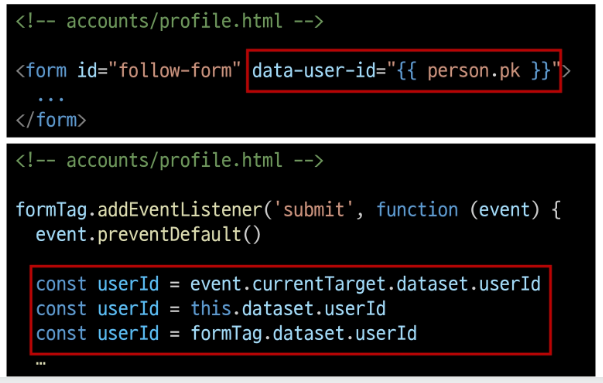 <!-- accounts/profile.html -->
<form id="follow-form" data-user-id="{{ person.pk }}">
...
</form>
<!-- accounts/profile.html -->
formTag.addEventListener('submit', function (event) {
event.preventDefault()
const userId = event.currentTarget.dataset.userId
const userId = this.dataset.userId
const userId = formTag.dataset.userId
…